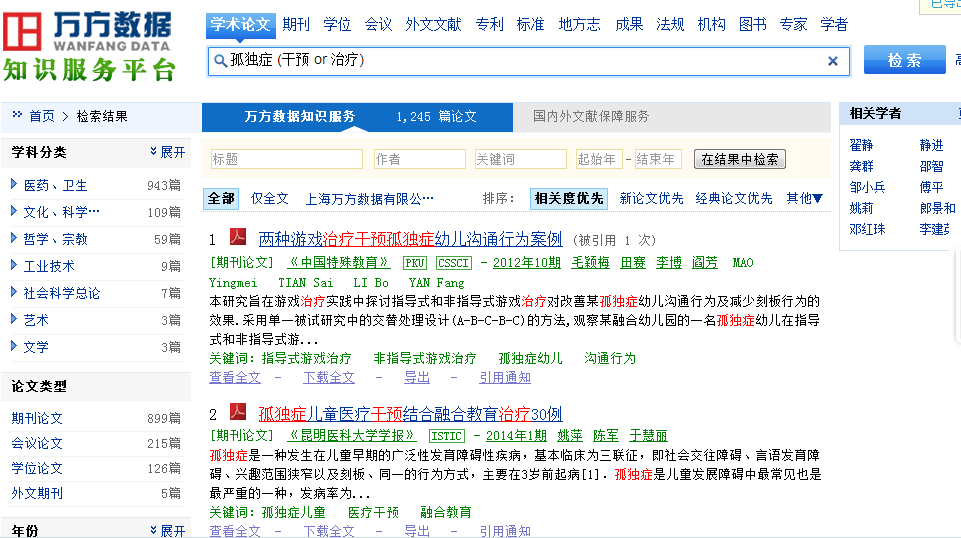 已导出
万方数据
WANFANG DATA
知识服务平台
学术论文 期刊 学位 会议 外文文献 专利 标准 地方志 成果 法规 机构 图书 专家 学者
孤独症 (干预 or 治疗)
检索
首页 > 检索结果
万方数据知识服务 1,245 篇论文 国内外文献保障服务
相关学者
标题 作者 关键词 起始年 - 结束年 在结果中检索
学科分类 展开
医药、卫生 943篇
文化、科学… 109篇
哲学、宗教 59篇
工业技术 9篇
社会科学总论 7篇
艺术 3篇
文学 3篇
论文类型
期刊论文 899篇
会议论文 215篇
学位论文 126篇
外文期刊 5篇
年份 展开
全部 仅全文 上海万方数据有限公… 排序： 相关度优先 新论文优先 经典论文优先 其他
1 两种游戏治疗干预孤独症幼儿沟通行为案例 (被引用 1 次)
[期刊论文] 《中国特殊教育》 PKU CSSCI - 2012年10期 毛颖梅 田赛 李博 阎芳 MAO
Yingmei TIAN Sai LI Bo YAN Fang
本研究旨在游戏治疗实践中探讨指导式和非指导式游戏治疗对改善某孤独症幼儿沟通行为及减少刻板行为的
效果.采用单一被试研究中的交替处理设计(A-B-C-B-C)的方法,观察某融合幼儿园的一名孤独症幼儿在指导
式和非指导式游...
关键词：指导式游戏治疗 非指导式游戏治疗 孤独症幼儿 沟通行为
查看全文 - 下载全文 - 导出 - 引用通知
2 孤独症儿童医疗干预结合融合教育治疗30例
[期刊论文] 《昆明医科大学学报》 ISTIC - 2014年1期 姚萍 陈军 于慧丽
孤独症是一种发生在儿童早期的广泛性发育障碍性疾病，基本临床为三联征，即社会交往障碍、言语发育障
碍、兴趣范围狭窄以及刻板、同一的行为方式，主要在3岁前起病[1]．孤独症是儿童发展障碍中最常见也是
最严重的一种，发病率为...
关键词：孤独症儿童 医疗干预 融合教育
查看全文 - 下载全文 - 导出 - 引用通知
翟静 静进
龚群 邵智
邹小兵 傅平
姚莉 郎景和
邓红珠 李建英